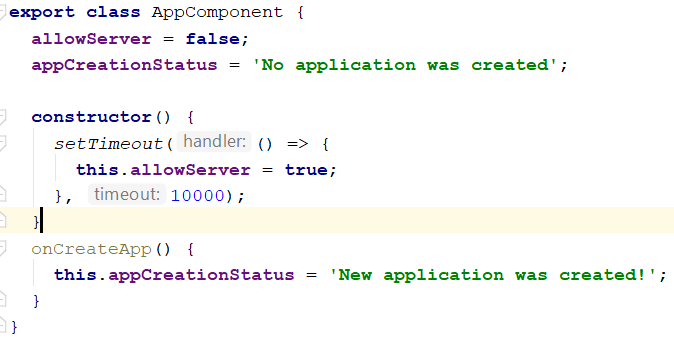 export class AppComponent {
allowServer = false;
appCreationStatus = 'No application was created';
constructor() {
setTimeout( handler: () => {
this.allowServer = true;
}, timeout: 10000);
}
onCreateApp() {
this.appCreationStatus = 'New application was created!';
}
}